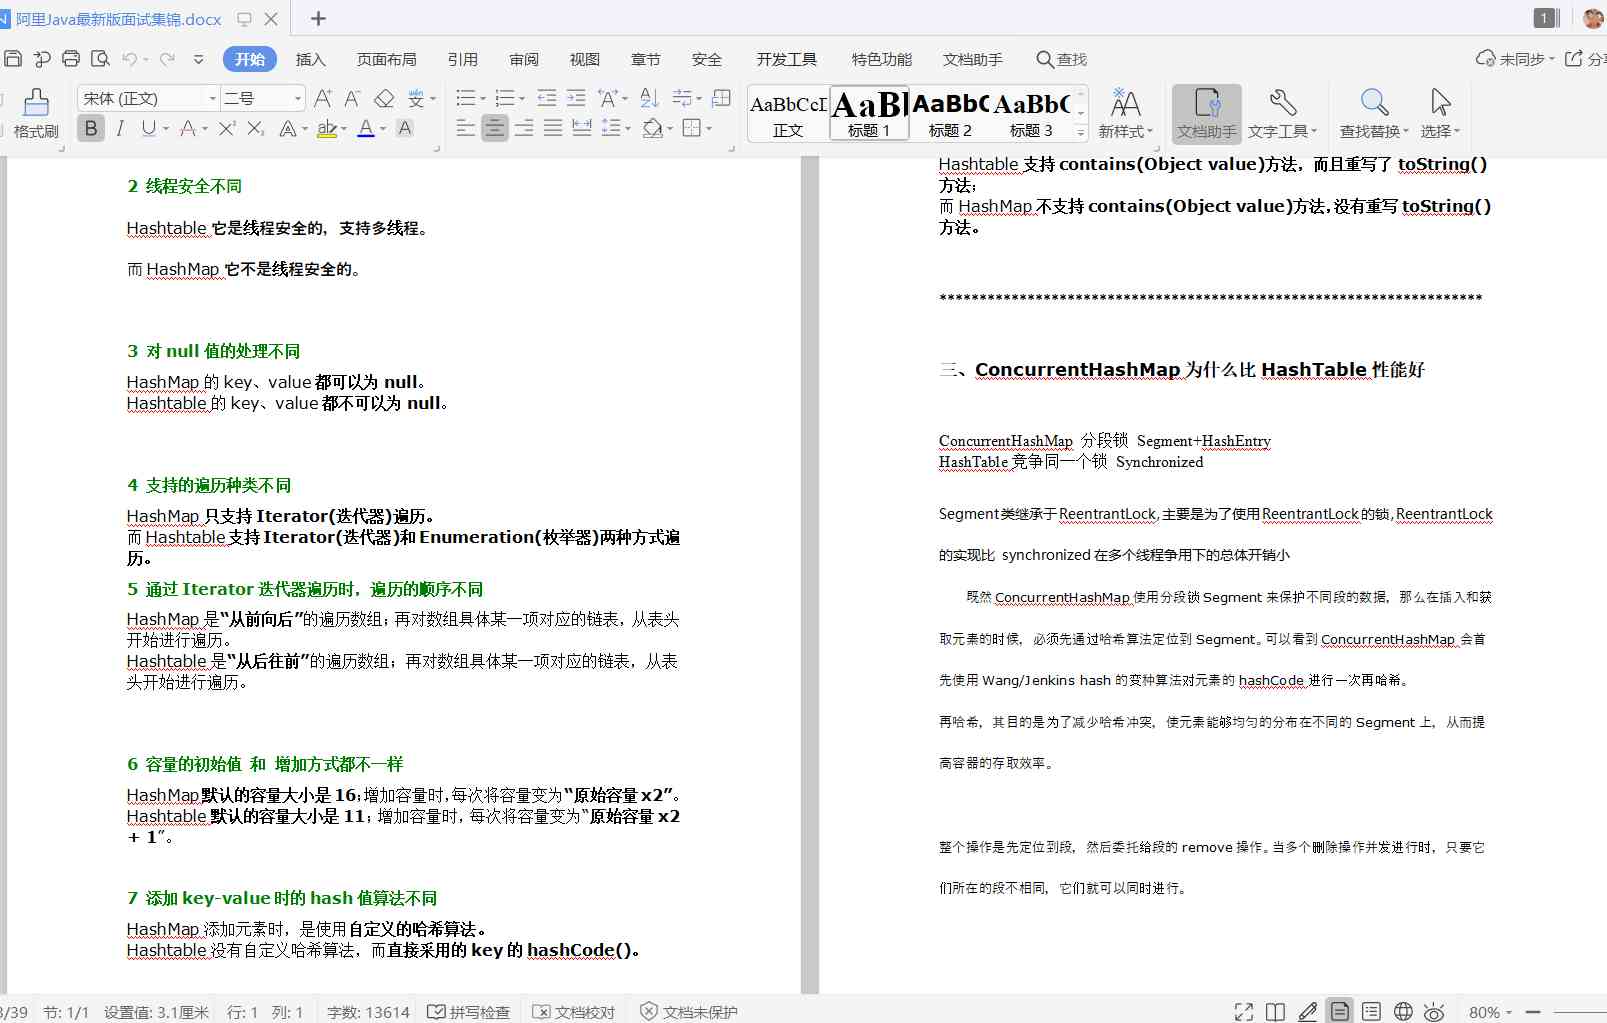 阿里Java最新版面试集锦.docx
1
开始 插入 页面布局 引用 审阅 视图 章节 安全 开发工具 特色功能 文档助手 查找 未同步
格式刷 宋体 (正文) 二号
B I U A X² X₂ A A A
AaBbCcI AaBl AaBbC AaBbC
正文 标题 1 标题 2 标题 3 新样式 文档助手 文字工具 查找替换 选择
2 线程安全不同
Hashtable 它是线程安全的，支持多线程。
而 HashMap 它不是线程安全的。
3 对 null 值的处理不同
HashMap 的 key、value 都可以为 null。
Hashtable 的 key、value 都不可以为 null。
4 支持的遍历种类不同
HashMap 只支持 Iterator(迭代器)遍历。
而 Hashtable 支持 Iterator(迭代器)和 Enumeration(枚举器)两种方式遍
历。
5 通过 Iterator 迭代器遍历时，遍历的顺序不同
HashMap 是“从前向后”的遍历数组；再对数组具体某一项对应的链表，从表头
开始进行遍历。
Hashtable 是“从后往前”的遍历数组；再对数组具体某一项对应的链表，从表
头开始进行遍历。
6 容量的初始值 和 增加方式都不一样
HashMap 默认的容量大小是 16；增加容量时，每次将容量变为“原始容量 x2”。
Hashtable 默认的容量大小是 11；增加容量时，每次将容量变为“原始容量 x2
+ 1”。
7 添加 key-value 时的 hash 值算法不同
HashMap 添加元素时，是使用自定义的哈希算法。
Hashtable 没有自定义哈希算法，而直接采用的 key 的 hashCode()。
Hashtable 支持 contains(Object value)方法，而且重写了 toString()
方法；
而 HashMap 不支持 contains(Object value)方法，没有重写 toString()
方法。
********************************************************************
三、ConcurrentHashMap 为什么比 HashTable 性能好
ConcurrentHashMap 分段锁 Segment+HashEntry
HashTable 竞争同一个锁 Synchronized
Segment 类继承于 ReentrantLock，主要是为了使用 ReentrantLock 的锁，ReentrantLock
的实现比 synchronized 在多个线程争用下的总体开销小
既然 ConcurrentHashMap 使用分段锁 Segment 来保护不同段的数据，那么在插入和获
取元素的时候，必须先通过哈希算法定位到 Segment。可以看到 ConcurrentHashMap 会首
先使用 Wang/Jenkins hash 的变种算法对元素的 hashCode 进行一次再哈希。
再哈希，其目的是为了减少哈希冲突，使元素能够均匀的分布在不同的 Segment 上，从而提
高容器的存取效率。
整个操作是先定位到段，然后委托给段的 remove 操作。当多个删除操作并发进行时，只要它
们所在的段不相同，它们就可以同时进行。
/39 节: 1/1 设置值: 3.1厘米 行: 1 列: 1 字数: 13614 拼写检查 文档校对 文档未保护 80%